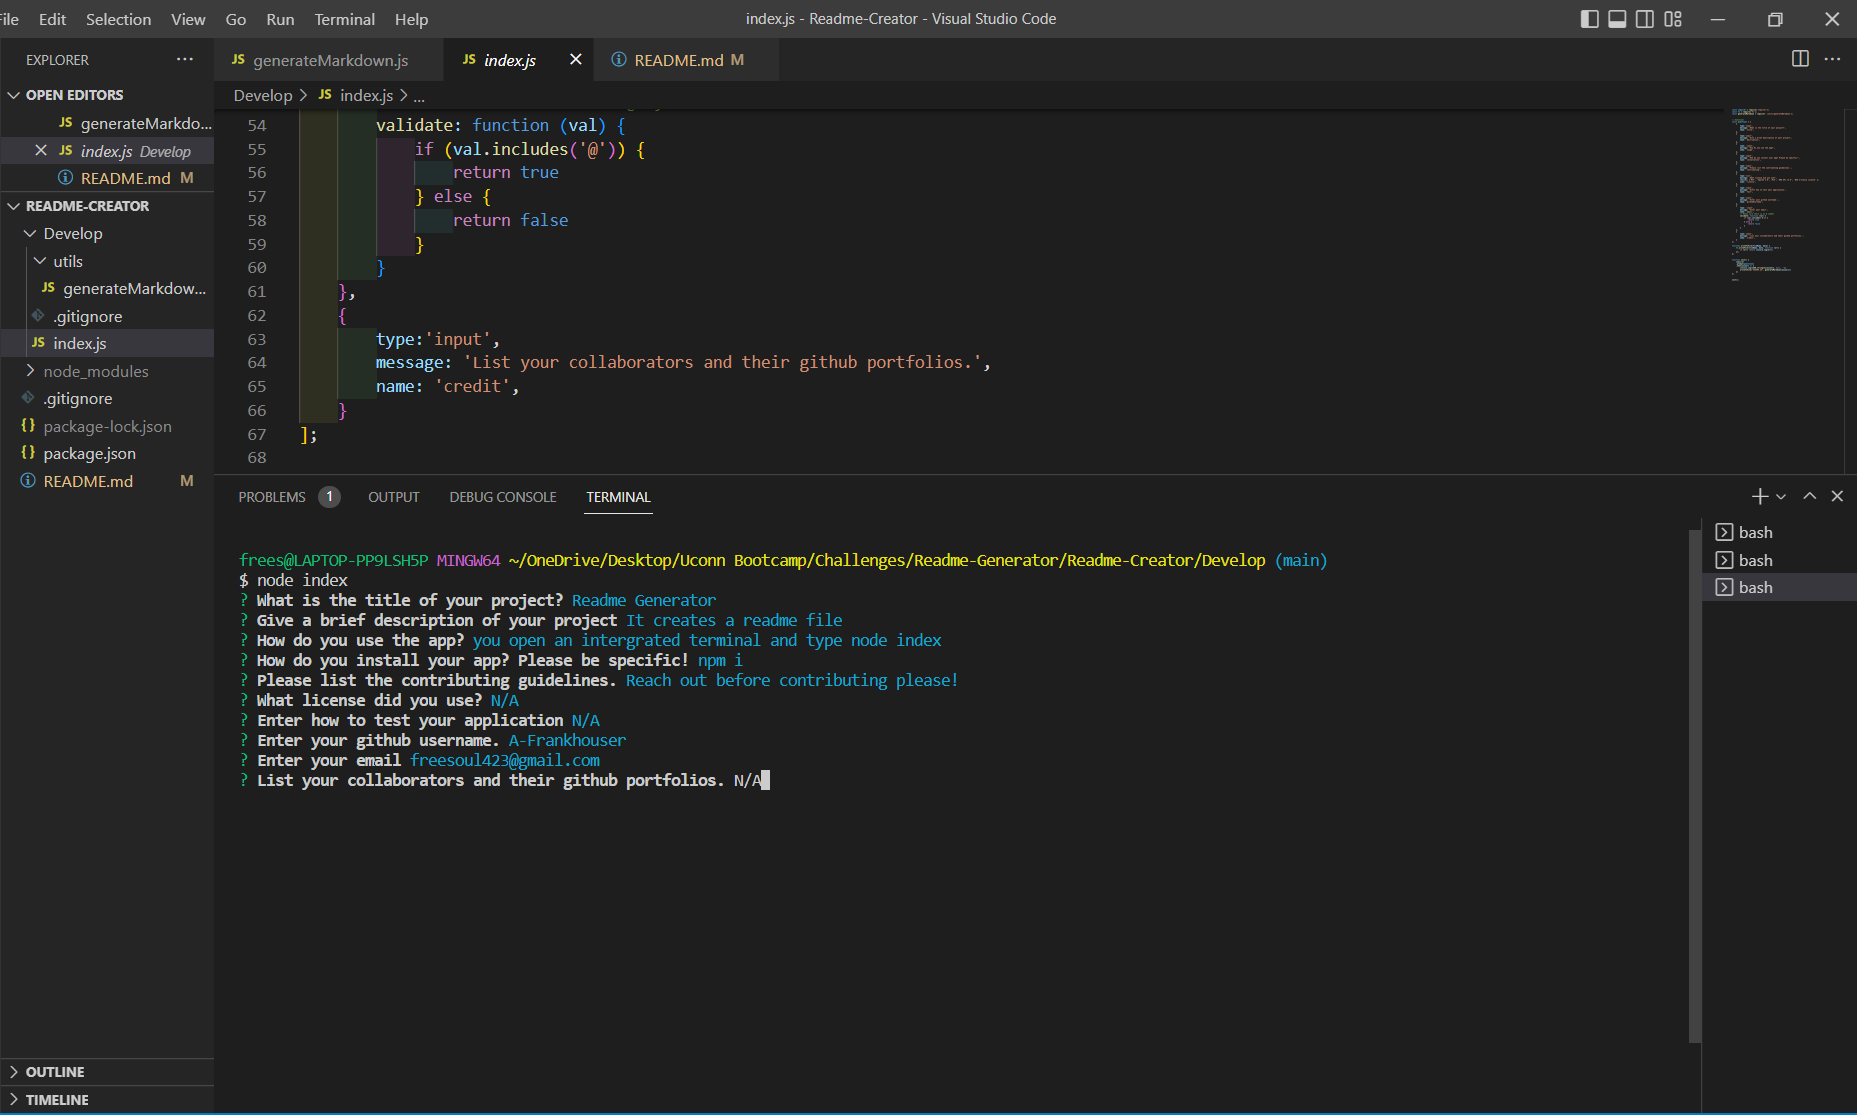 File Edit Selection View Go Run Terminal Help
index.js - Readme-Creator - Visual Studio Code
EXPLORER
OPEN EDITORS
JS generateMarkdo...
JS index.js Develop
README.md M
README-CREATOR
Develop
utils
JS generateMarkdow...
.gitignore
JS index.js
node_modules
.gitignore
{} package-lock.json
{} package.json
README.md M
OUTLINE
TIMELINE
JS generateMarkdown.js
JS index.js
README.md M
Develop > JS index.js > ...
54 validate: function (val) {
55 if (val.includes('@')) {
56 return true
57 } else {
58 return false
59 }
60 }
61 },
62 {
63 type:'input',
64 message: 'List your collaborators and their github portfolios.',
65 name: 'credit',
66 }
67 ];
68
PROBLEMS 1 OUTPUT DEBUG CONSOLE TERMINAL
frees@LAPTOP-PP9LSH5P MINGW64 ~/OneDrive/Desktop/Uconn Bootcamp/Challenges/Readme-Generator/Readme-Creator/Develop (main)
$ node index
? What is the title of your project? Readme Generator
? Give a brief description of your project It creates a readme file
? How do you use the app? you open an intergrated terminal and type node index
? How do you install your app? Please be specific! npm i
? Please list the contributing guidelines. Reach out before contributing please!
? What license did you use? N/A
? Enter how to test your application N/A
? Enter your github username. A-Frankhouser
? Enter your email freesoul423@gmail.com
? List your collaborators and their github portfolios. N/A
bash
bash
bash